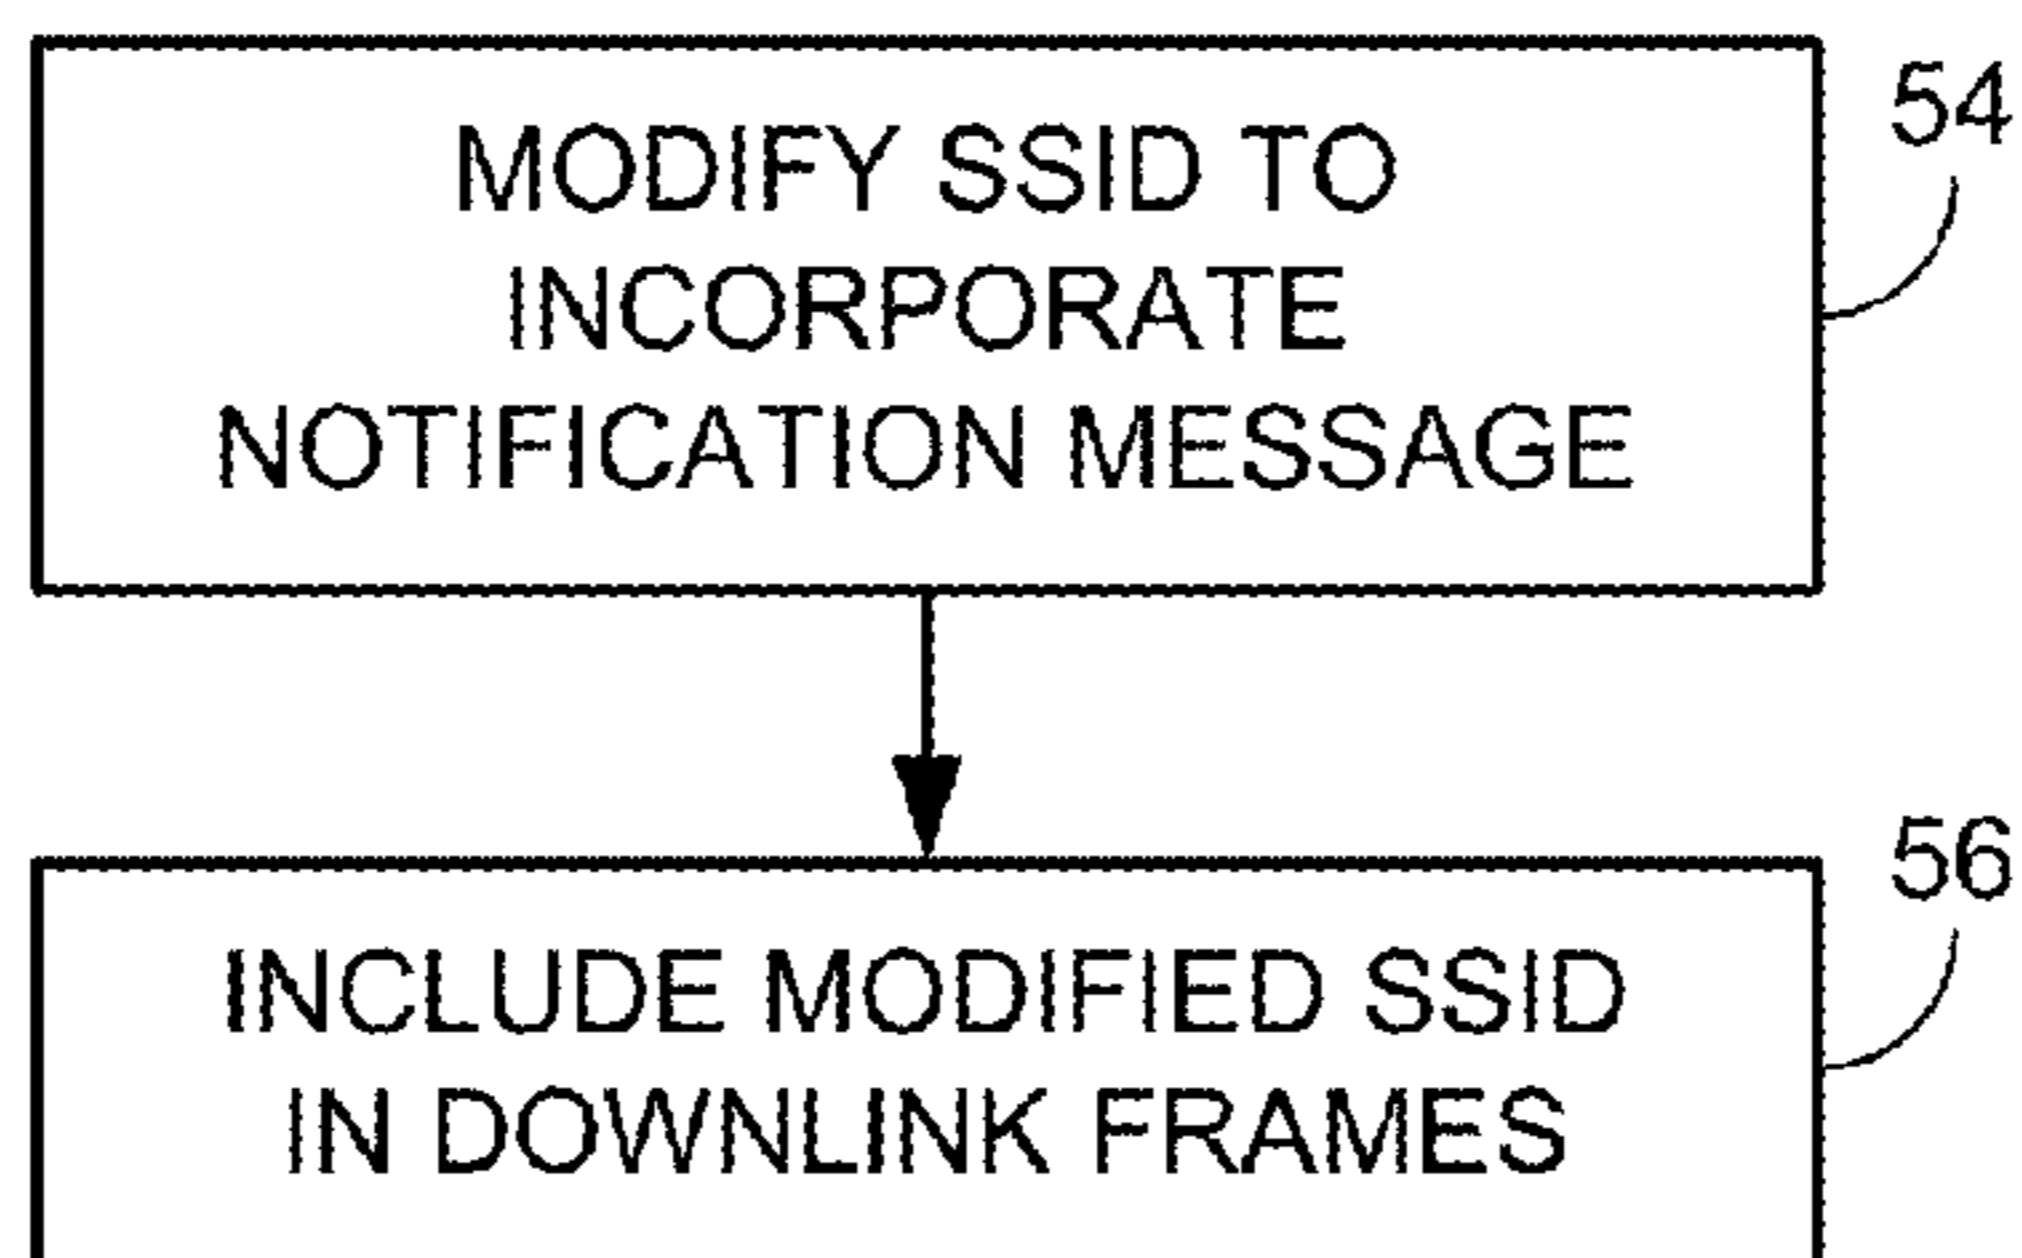 54
MODIFY SSID TO
INCORPORATE
NOTIFICATION MESSAGE
56
INCLUDE MODIFIED SSID
IN DOWNLINK FRAMES